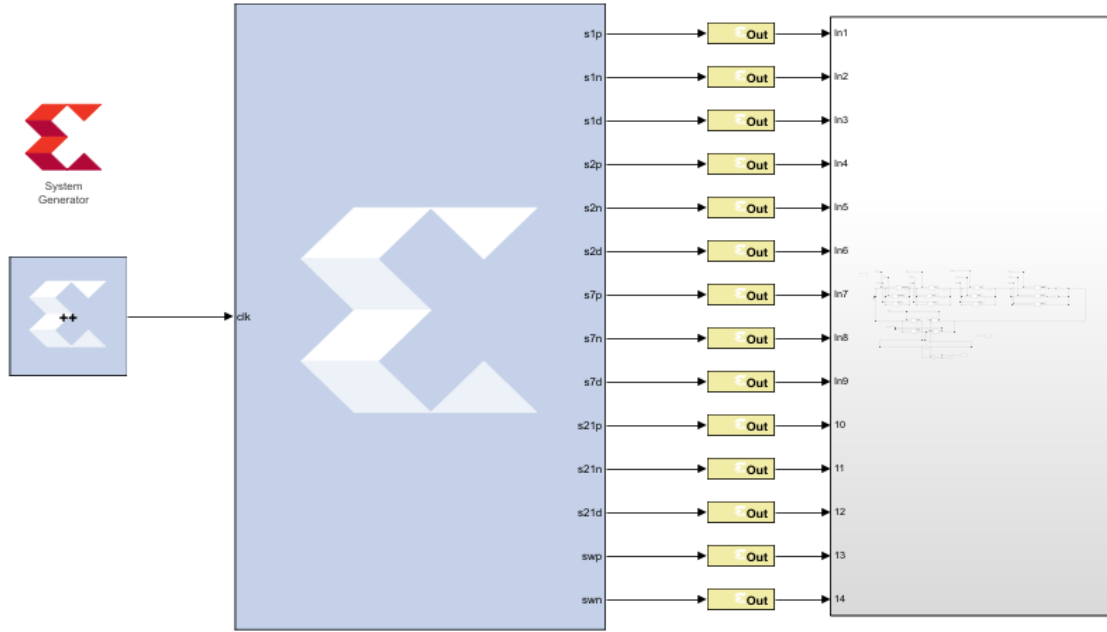 s1p Out In1
s1n Out In2
s1d Out In3
s2p Out In4
s2n Out In5
s2d Out In6
s7p Out In7
s7n Out In8
s7d Out In9
s21p Out 10
s21n Out 11
s21d Out 12
swp Out 13
swn Out 14
System
Generator
++
clk